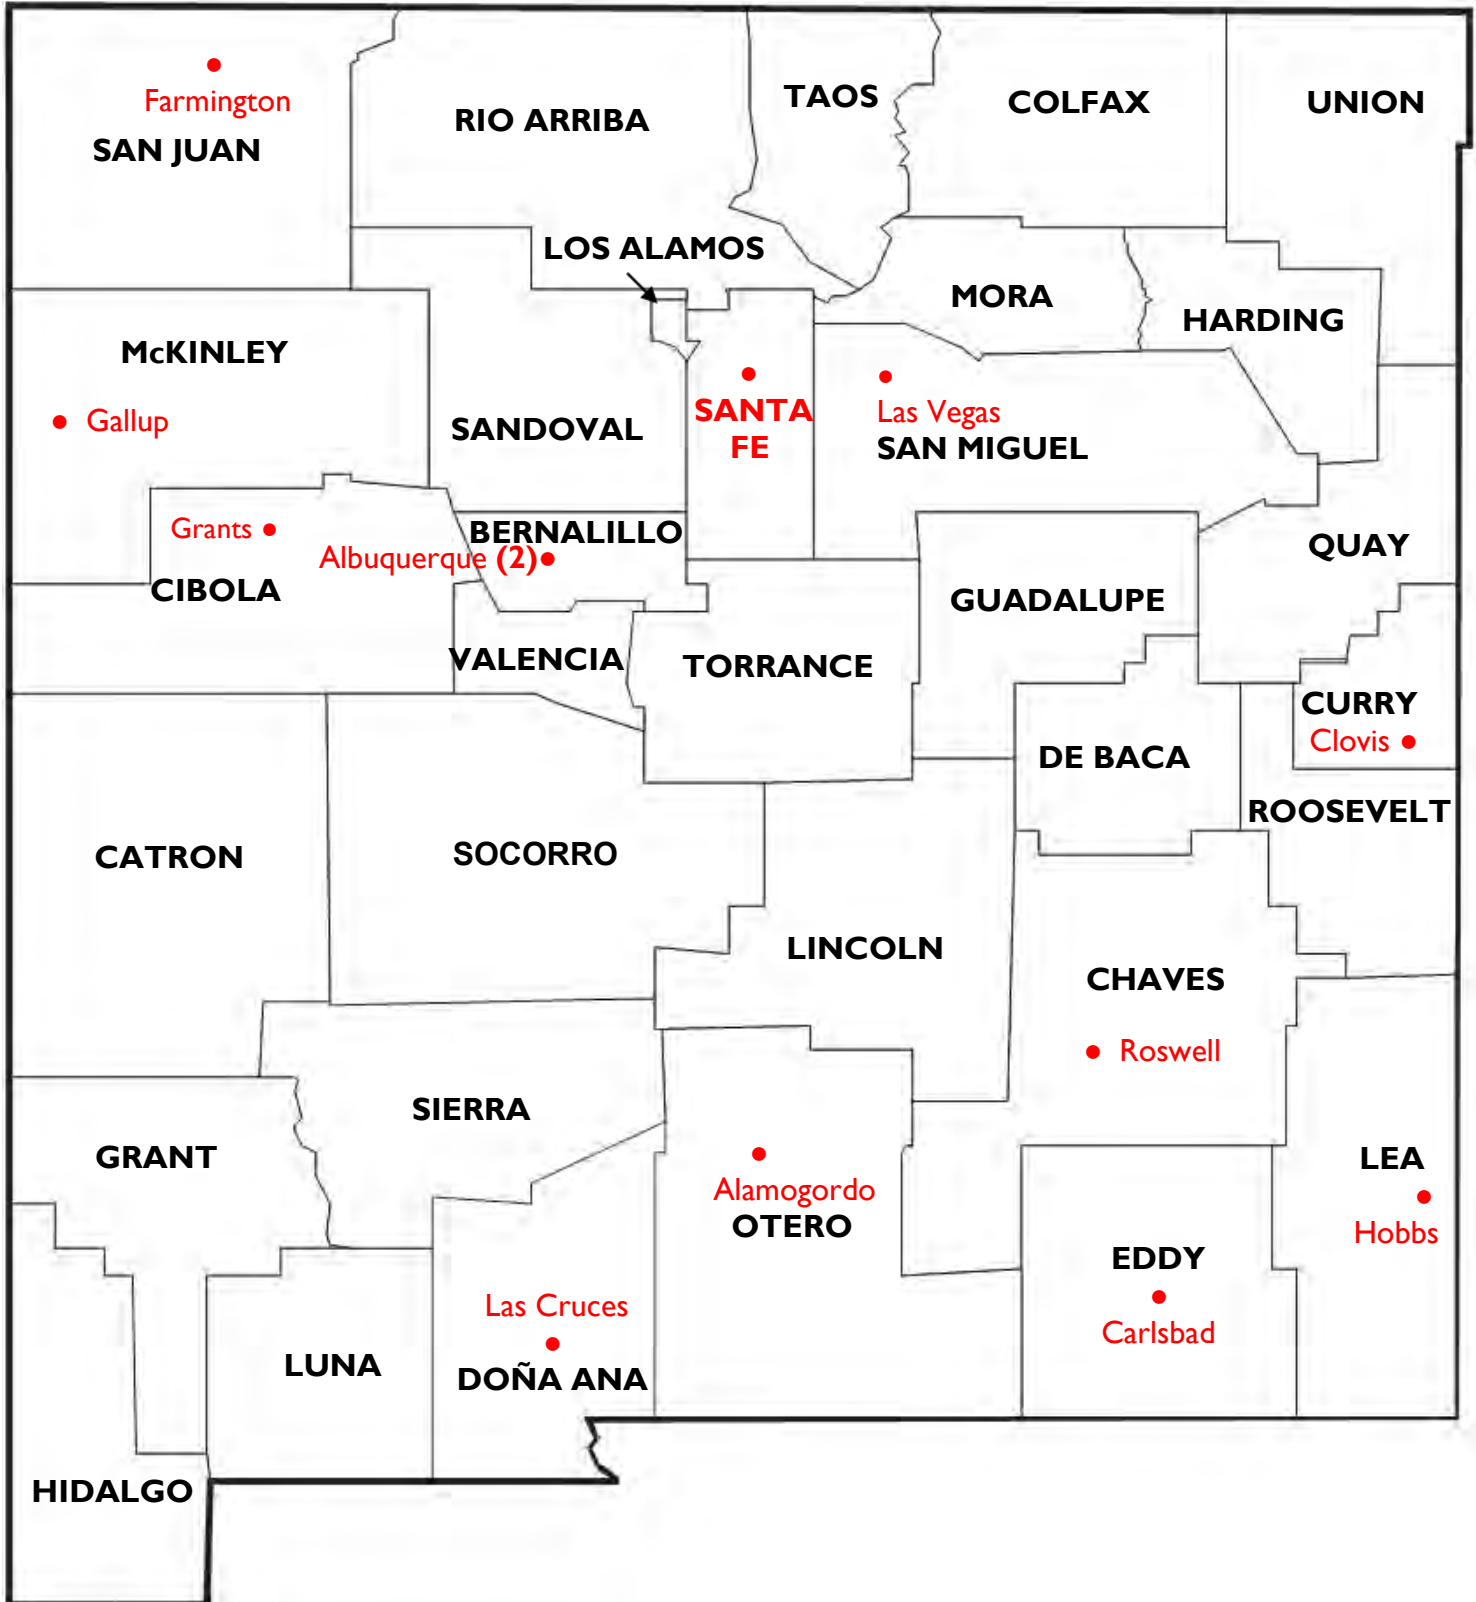 Farmington
SAN JUAN
RIO ARRIBA
TAOS
COLFAX
UNION
LOS ALAMOS
MORA
HARDING
McKINLEY
Gallup
SANDOVAL
SANTA
FE
Las Vegas
SAN MIGUEL
Grants
CIBOLA
BERNALILLO
Albuquerque (2)
QUAY
GUADALUPE
VALENCIA
TORRANCE
CURRY
Clovis
DE BACA
ROOSEVELT
CATRON
SOCORRO
LINCOLN
CHAVES
Roswell
SIERRA
GRANT
Alamogordo
OTERO
LEA
Hobbs
EDDY
Carlsbad
Las Cruces
DOÑA ANA
LUNA
HIDALGO